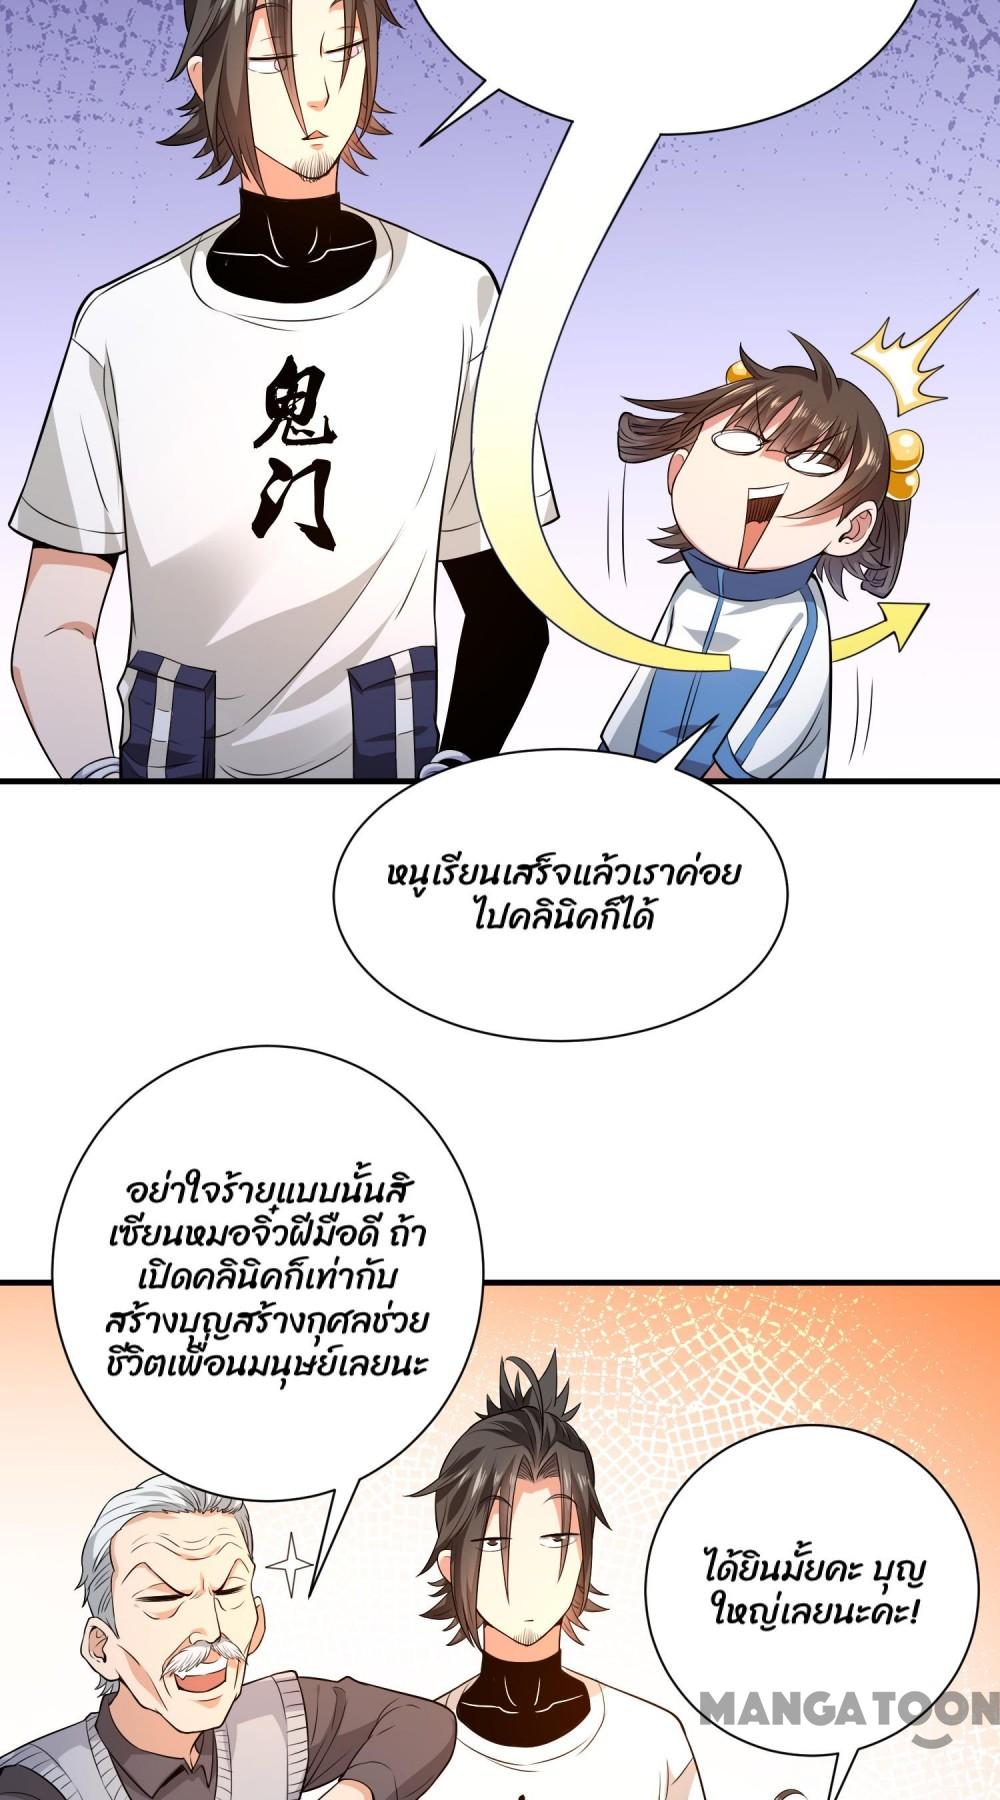 鬼
门
หนูเรียนเสร็จแล้วเราค่อย
ไปคลินิคก็ได้
อย่าใจร้ายแบบนั้นสิ
เซียนหมอจิ๋วฝีมือดี ถ้า
เปิดคลินิคก็เท่ากับ
สร้างบุญสร้างกุศลช่วย
ชีวิตเพื่อนมนุษย์เลยนะ
ได้ยินมั้ยคะ บุญ
ใหญ่เลยนะคะ!
MANGATOON